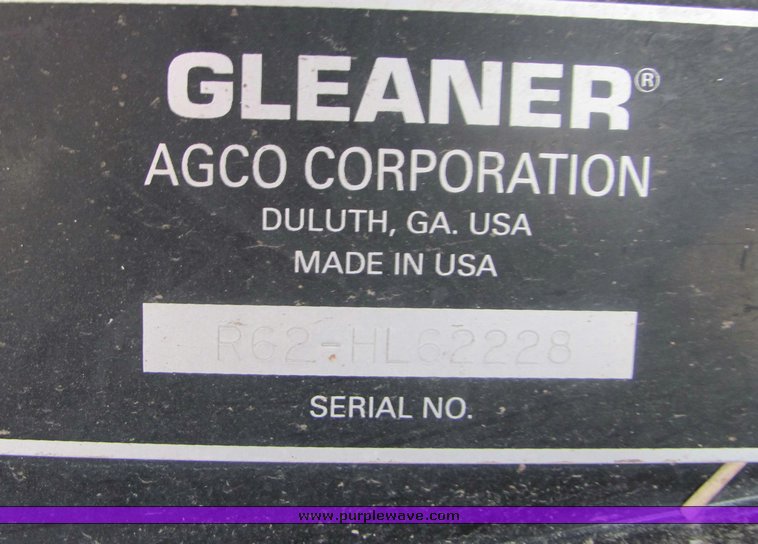 GLEANER®
AGCO CORPORATION
DULUTH, GA. USA
MADE IN USA
R62-HL62228
SERIAL NO.
www.purplewave.com